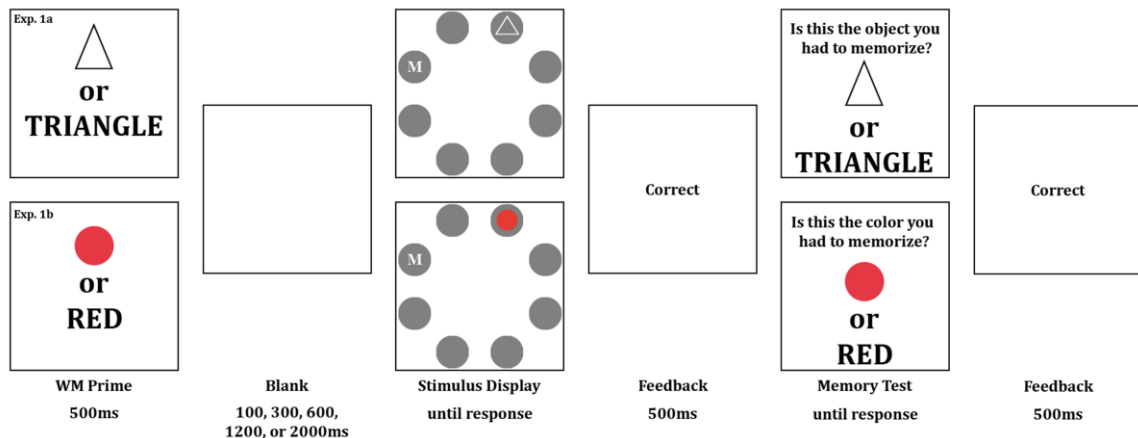 Exp. 1a
or
TRIANGLE
Exp. 1b
or
RED
WM Prime
500ms
Blank
100, 300, 600,
1200, or 2000ms
M
M
Stimulus Display
until response
Correct
Feedback
500ms
Is this the object you
had to memorize?
or
TRIANGLE
Is this the color you
had to memorize?
or
RED
Memory Test
until response
Correct
Feedback
500ms